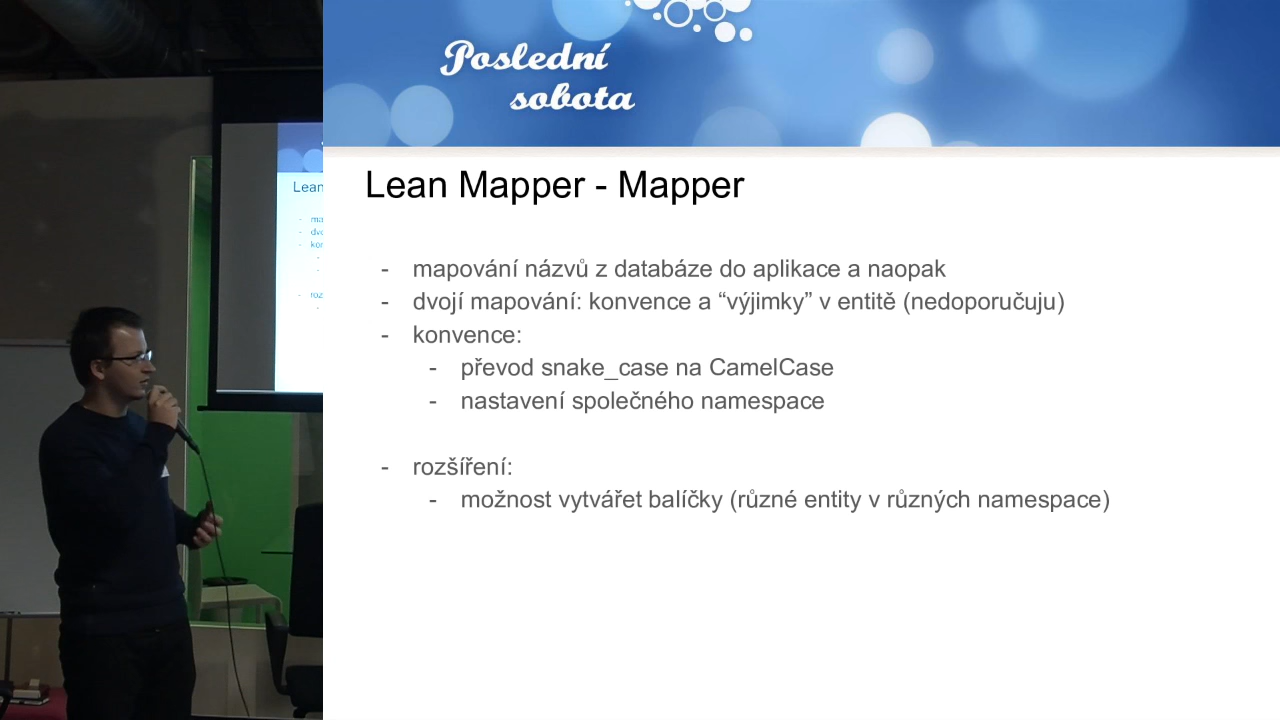 Poslední
sobota
Lean Mapper - Mapper
- mapování názvů z databáze do aplikace a naopak
- dvojí mapování: konvence a “výjimky” v entitě (nedoporučuju)
- konvence:
- převod snake_case na CamelCase
- nastavení společného namespace
- rozšíření:
- možnost vytvářet balíčky (různé entity v různých namespace)
Lean